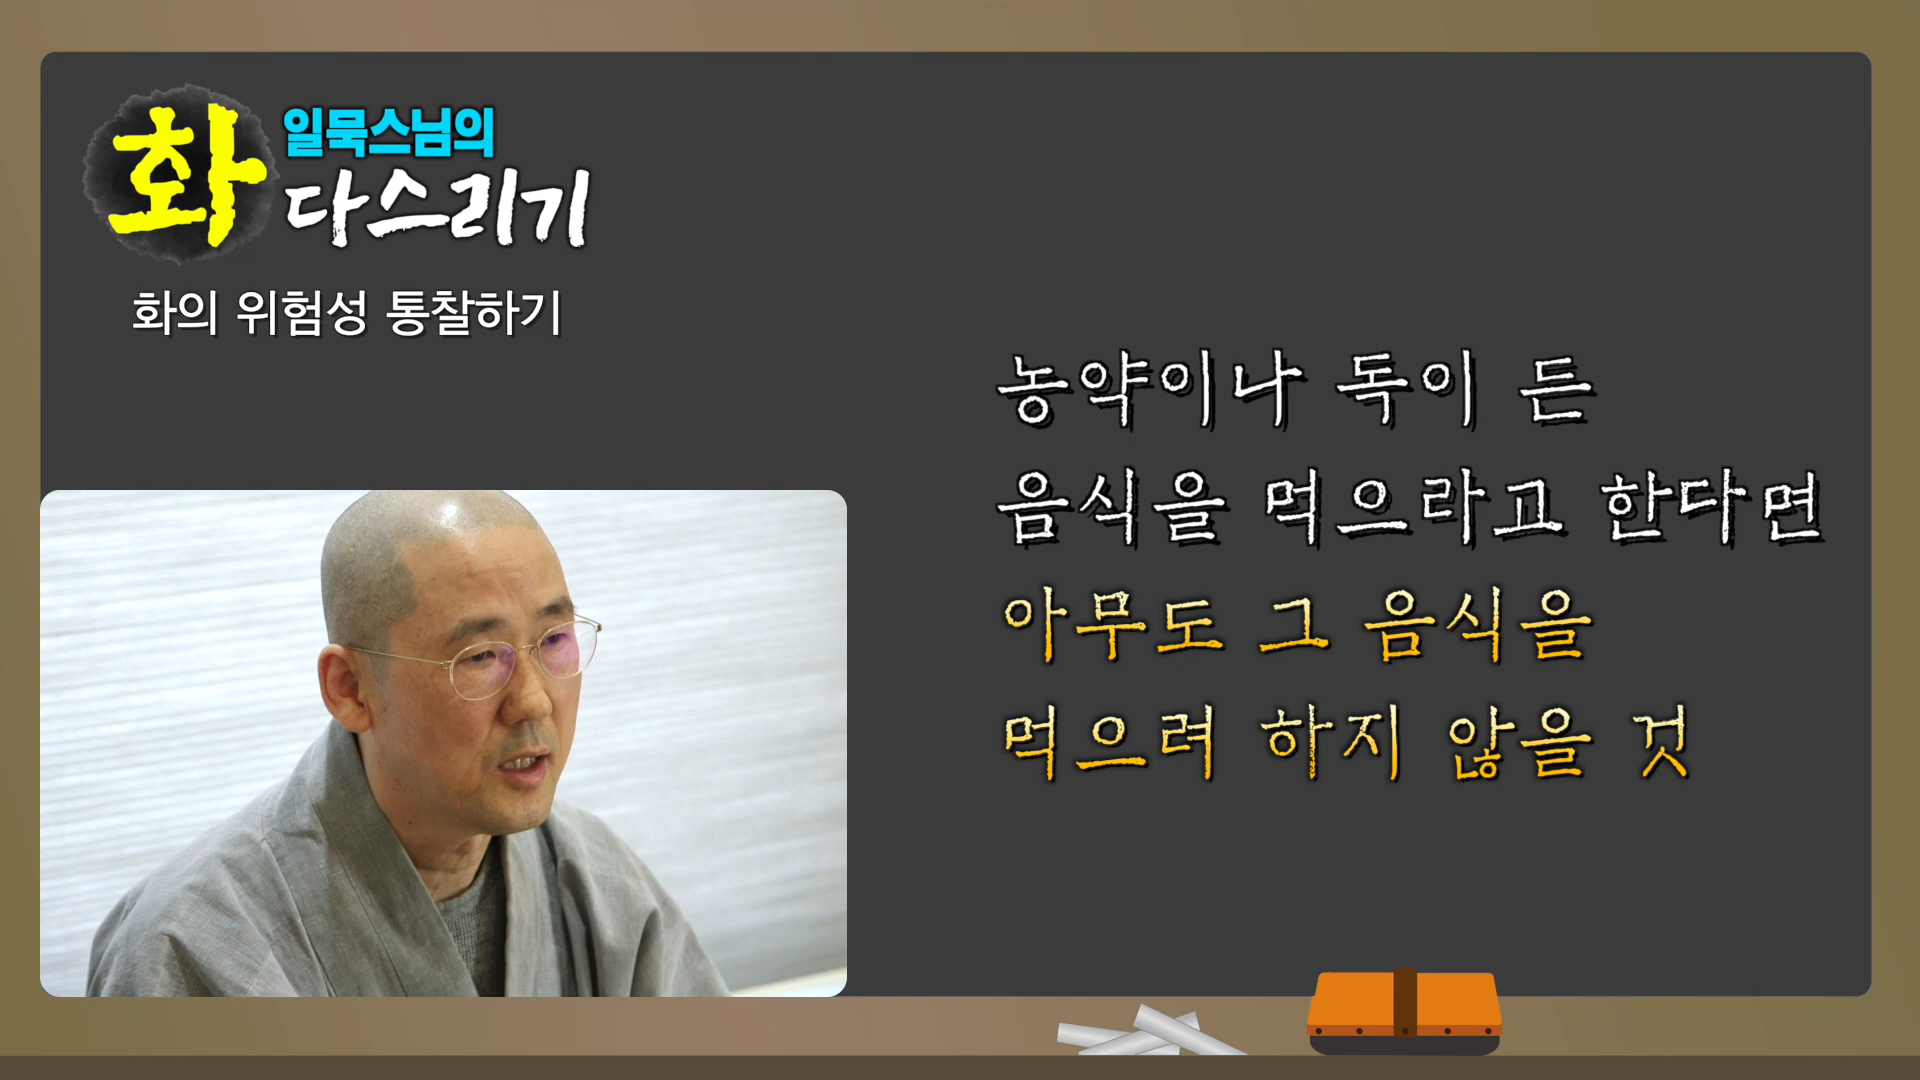 일묵스님의
화 다스리기
화의 위험성 통찰하기
농약이나 독이 든
음식을 먹으라고 한다면
아무도 그 음식을
먹으려 하지 않을 것